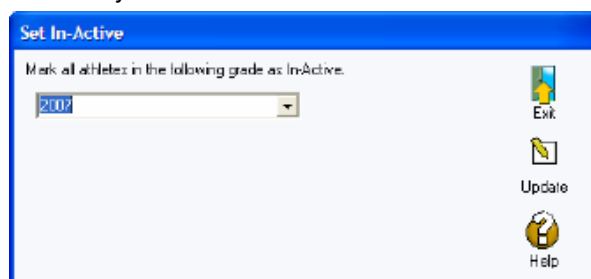 Set In-Active
Mark all athletes in the following grade as In-Active.
2007
Exit
Update
Help